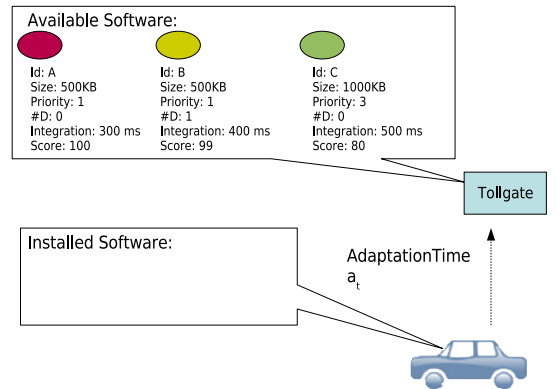 Available Software:
Id: A
Size: 500KB
Priority: 1
#D: 0
Integration: 300 ms
Score: 100
Id: B
Size: 500KB
Priority: 1
#D: 1
Integration: 400 ms
Score: 99
Id: C
Size: 1000KB
Priority: 3
#D: 0
Integration: 500 ms
Score: 80
Tollgate
Installed Software:
AdaptationTime
a_t